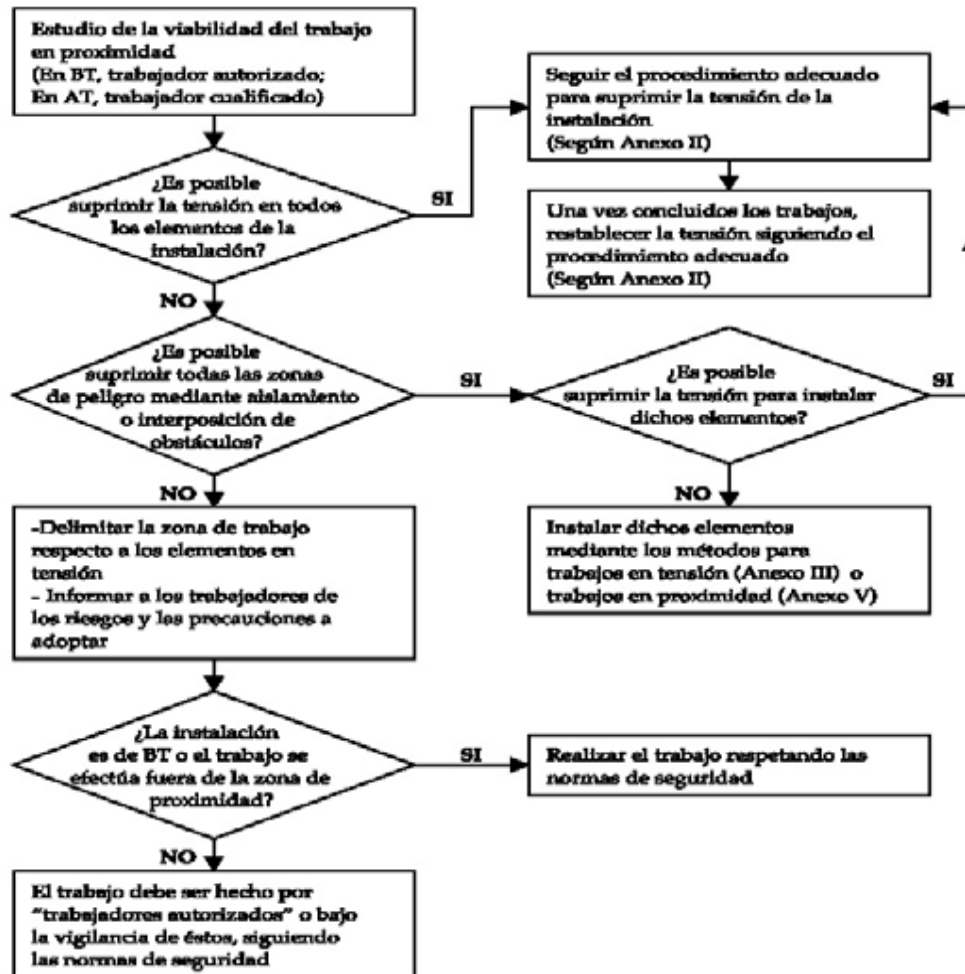 Estudio de la viabilidad del trabajo
en proximidad
(En BT, trabajador autorizado;
En AT, trabajador cualificado)
¿Es posible
suprimir la tensión en todos
los elementos de la
instalación?
SI
Seguir el procedimiento adecuado
para suprimir la tensión de la
instalación
(Según Anexo II)
Una vez concluidos los trabajos,
restablecer la tensión siguiendo el
procedimiento adecuado
(Según Anexo II)
NO
¿Es posible
suprimir todas las zonas
de peligro mediante aislamiento
o interposición de
obstáculos?
SI
¿Es posible
suprimir la tensión para instalar
dichos elementos?
SI
NO
Instalar dichos elementos
mediante los métodos para
trabajos en tensión (Anexo III) o
trabajos en proximidad (Anexo V)
NO
-Delimitar la zona de trabajo
respecto a los elementos en
tensión
- Informar a los trabajadores de
los riesgos y las precauciones a
adoptar
¿La instalación
es de BT o el trabajo se
efectúa fuera de la zona de
proximidad?
SI
Realizar el trabajo respetando las
normas de seguridad
NO
El trabajo debe ser hecho por
"trabajadores autorizados" o bajo
la vigilancia de éstos, siguiendo
las normas de seguridad